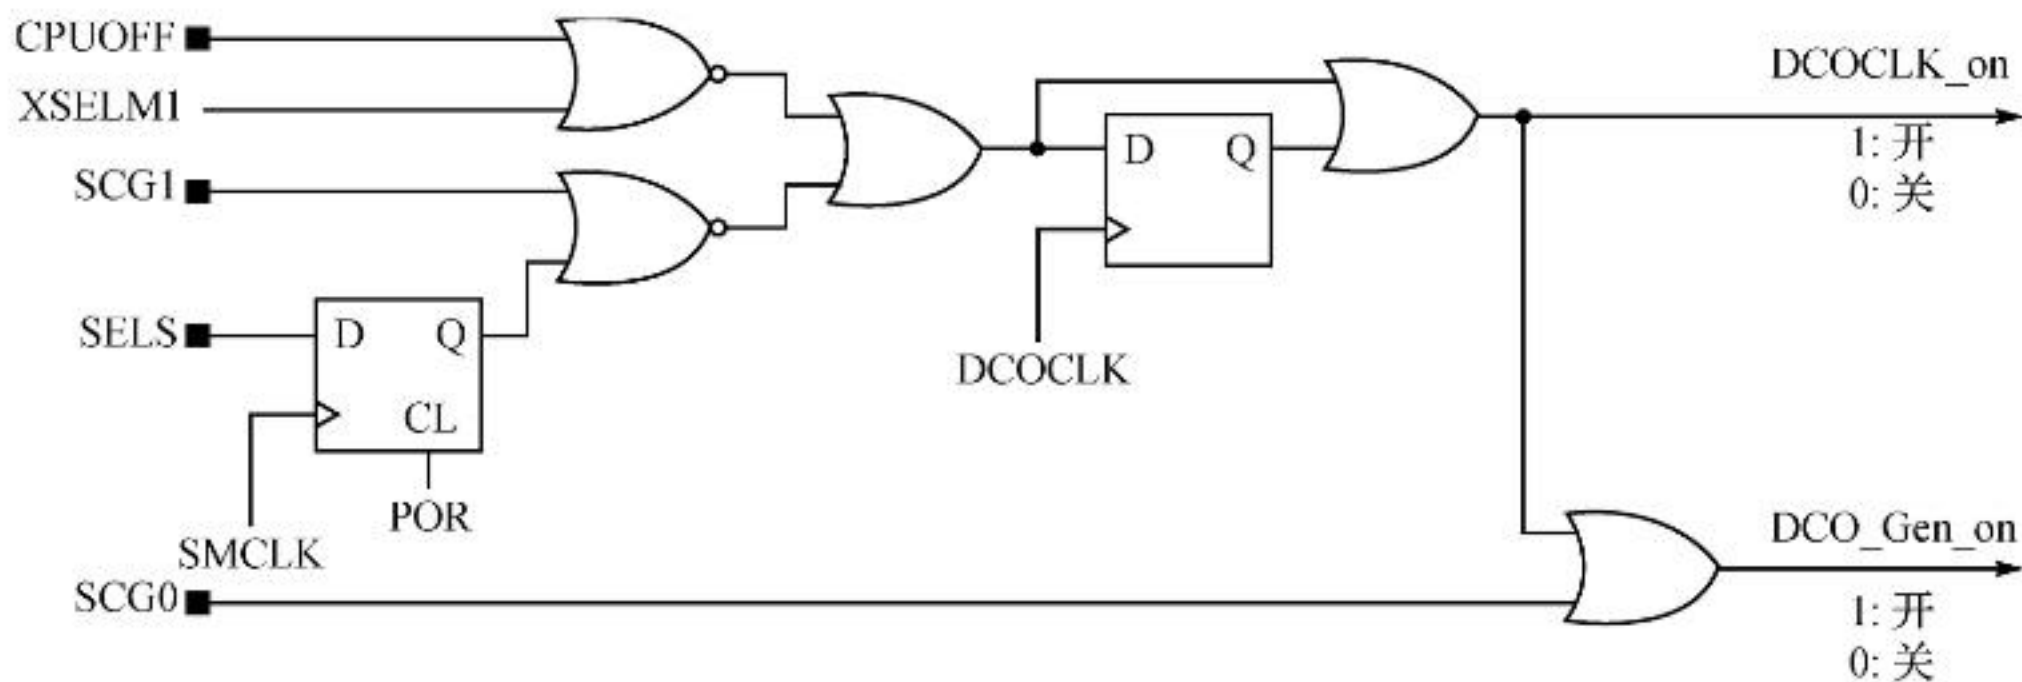 CPUOFF
XSELM1
SCG1
SELS
D Q
CL
POR
SMCLK
SCG0
D Q
DCOCLK
DCOCLK_on
1: 开
0: 关
DCO_Gen_on
1: 开
0: 关